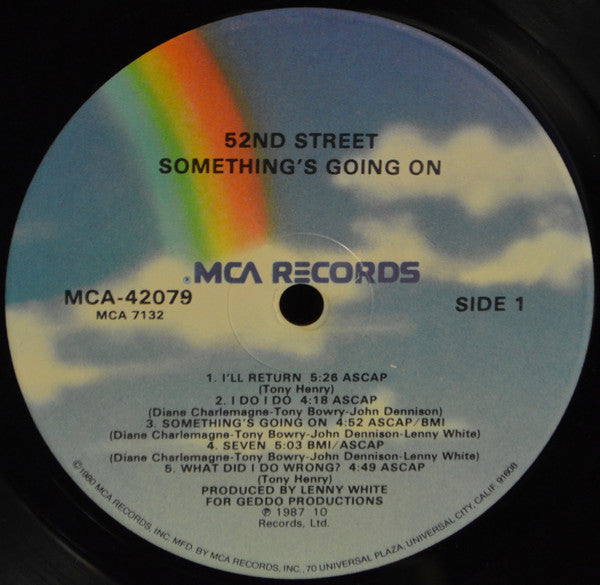 52ND STREET
SOMETHING'S GOING ON
MCA RECORDS
MCA-42079
MCA 7132
SIDE 1
1. I'LL RETURN 5:26 ASCAP
(Tony Henry)
2. I DO I DO 4:18 ASCAP
(Diane Charlemagne-Tony Bowry-John Dennison)
3. SOMETHING'S GOING ON 4:52 ASCAP/BMI
(Diane Charlemagne-Tony Bowry-John Dennison-Lenny White)
4. SEVEN 5:03 BMI/ASCAP
(Diane Charlemagne-Tony Bowry-John Dennison-Lenny White)
5. WHAT DID I DO WRONG? 4:49 ASCAP
(Tony Henry)
PRODUCED BY LENNY WHITE
FOR GEDDO PRODUCTIONS
℗ 1987 10
Records, Ltd.
©1980 MCA RECORDS, INC. MFD. BY MCA RECORDS, INC., 70 UNIVERSAL PLAZA, UNIVERSAL CITY, CALIF. 91608